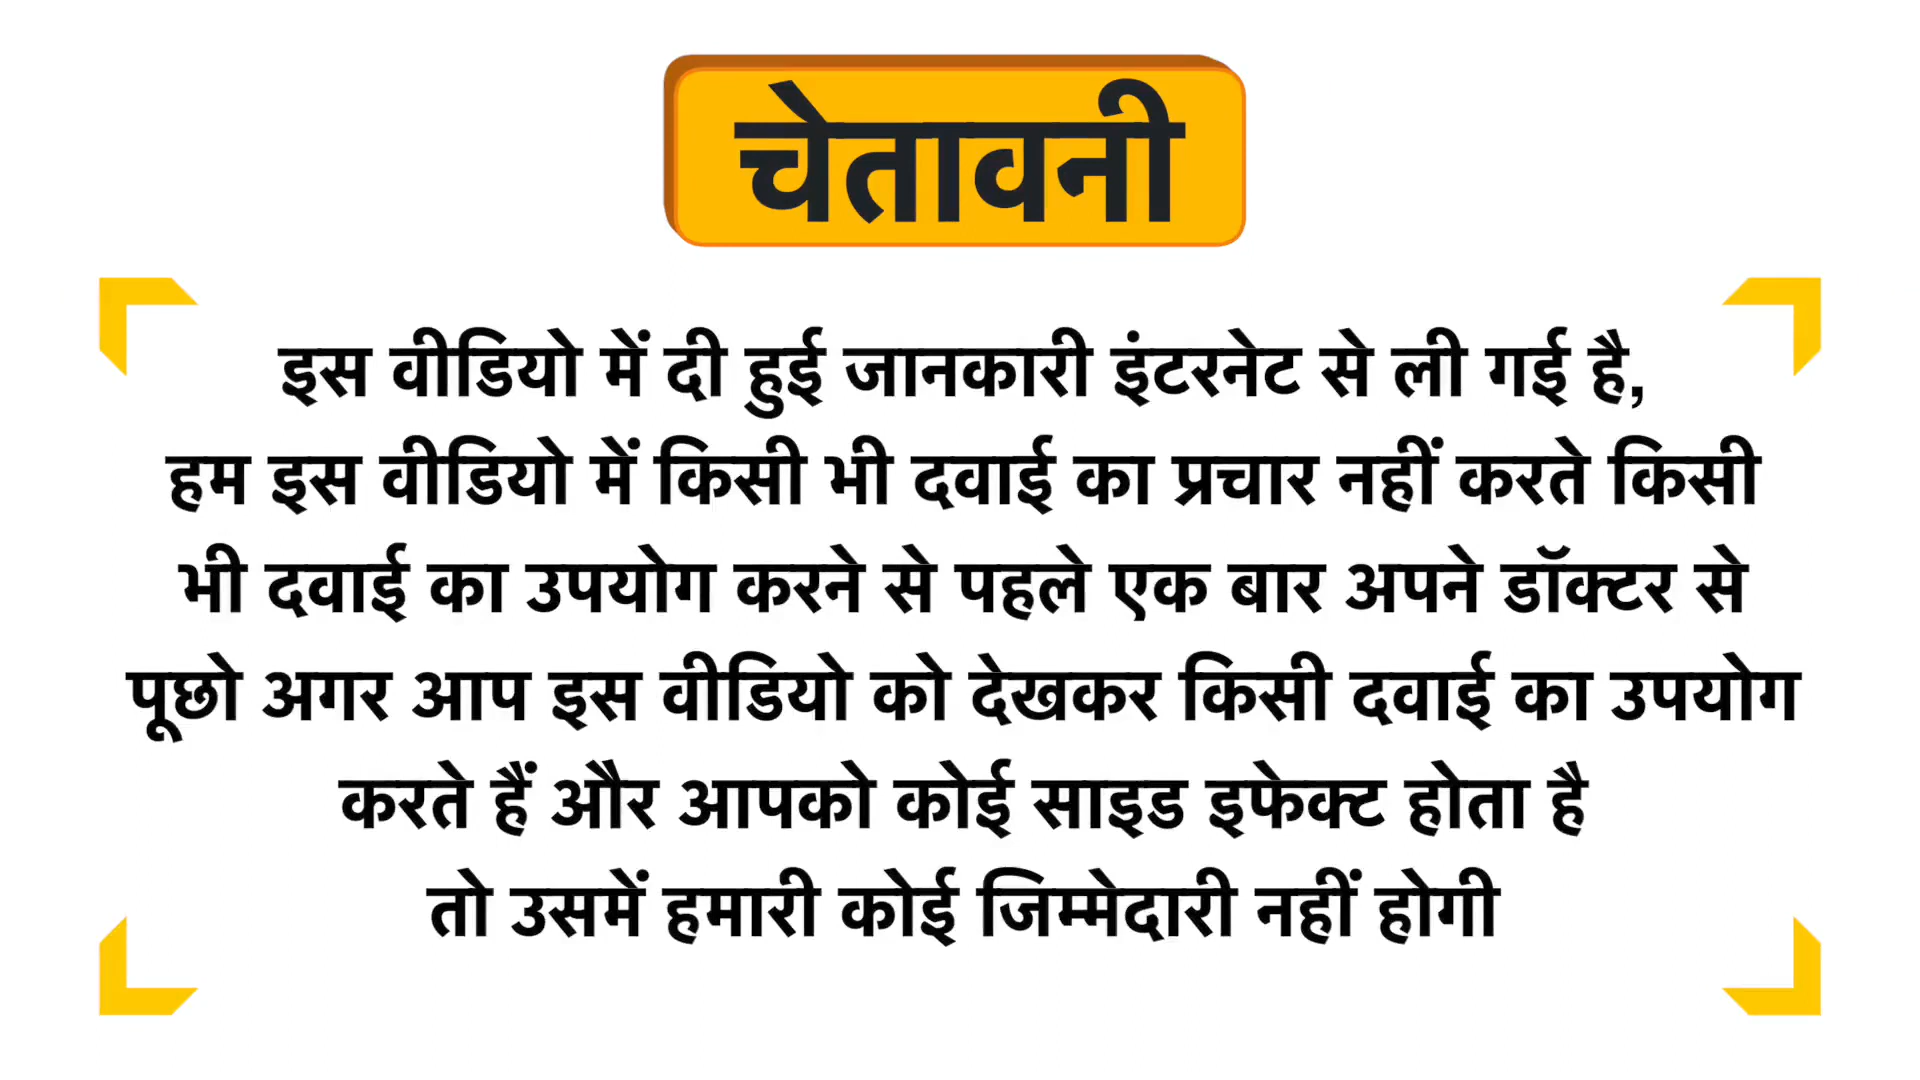 चेतावनी
इस वीडियो में दी हुई जानकारी इंटरनेट से ली गई है,
हम इस वीडियो में किसी भी दवाई का प्रचार नहीं करते किसी
भी दवाई का उपयोग करने से पहले एक बार अपने डॉक्टर से
पूछो अगर आप इस वीडियो को देखकर किसी दवाई का उपयोग
करते हैं और आपको कोई साइड इफेक्ट होता है
तो उसमें हमारी कोई जिम्मेदारी नहीं होगी